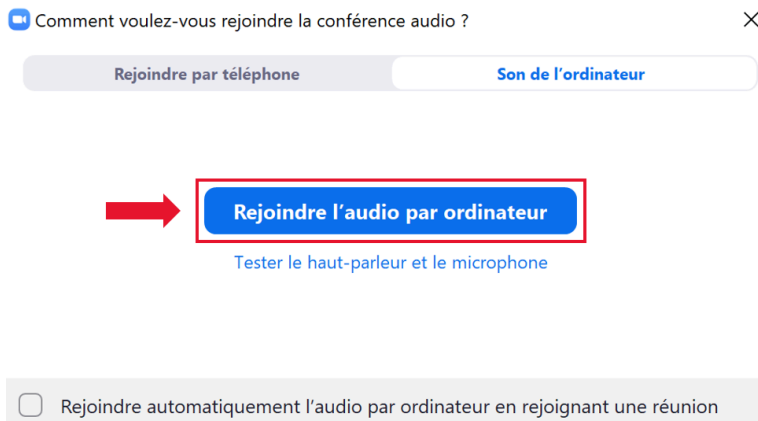 Comment voulez-vous rejoindre la conférence audio ?
Rejoindre par téléphone
Son de l’ordinateur
Rejoindre l’audio par ordinateur
Tester le haut-parleur et le microphone
Rejoindre automatiquement l’audio par ordinateur en rejoignant une réunion